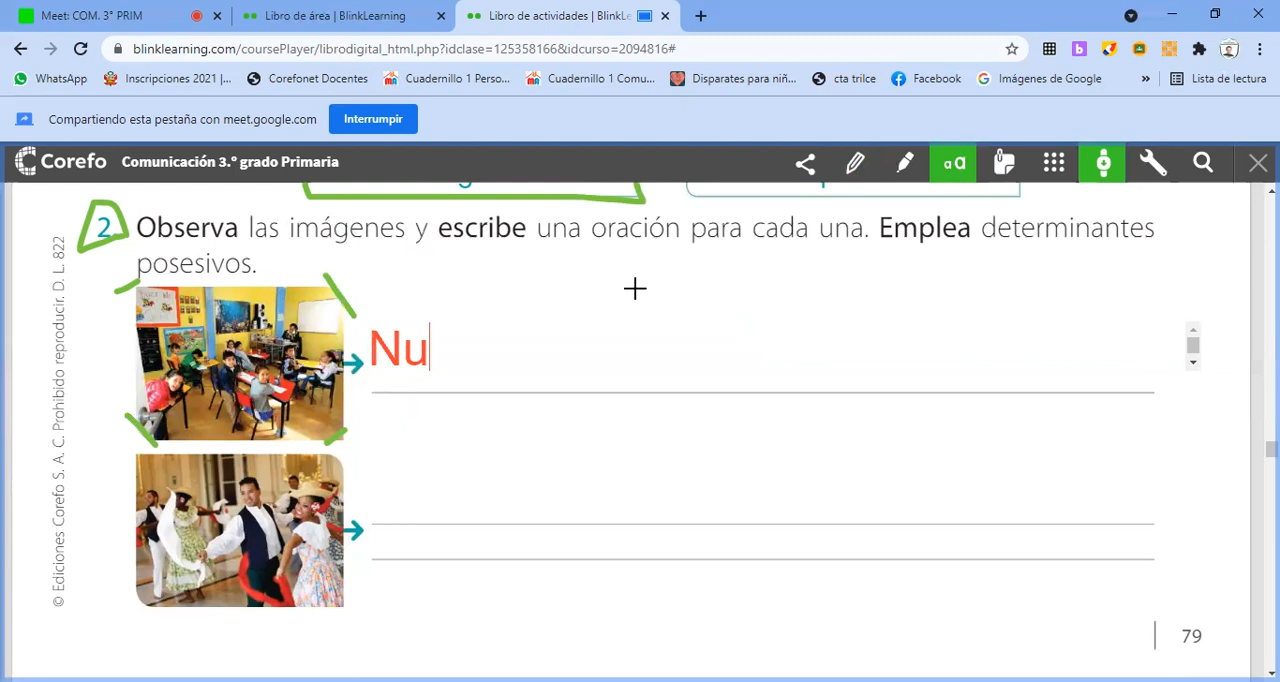 Meet: COM. 3° PRIM
Libro de área | BlinkLearning
Libro de actividades | BlinkLe
blinklearning.com/coursePlayer/librodigital_html.php?idclase=125358166&idcurso=2094816#
WhatsApp
Inscripciones 2021 |...
Corefonet Docentes
Cuadernillo 1 Perso...
Cuadernillo 1 Comu...
Disparates para niñ...
cta trilce
Facebook
Imágenes de Google
»
Lista de lectura
Compartiendo esta pestaña con meet.google.com
Interrumpir
Corefo
Comunicación 3.º grado Primaria
aa
2 Observa las imágenes y escribe una oración para cada una. Emplea determinantes
posesivos.
Nu
© Ediciones Corefo S. A. C. Prohibido reproducir. D. L. 822
79